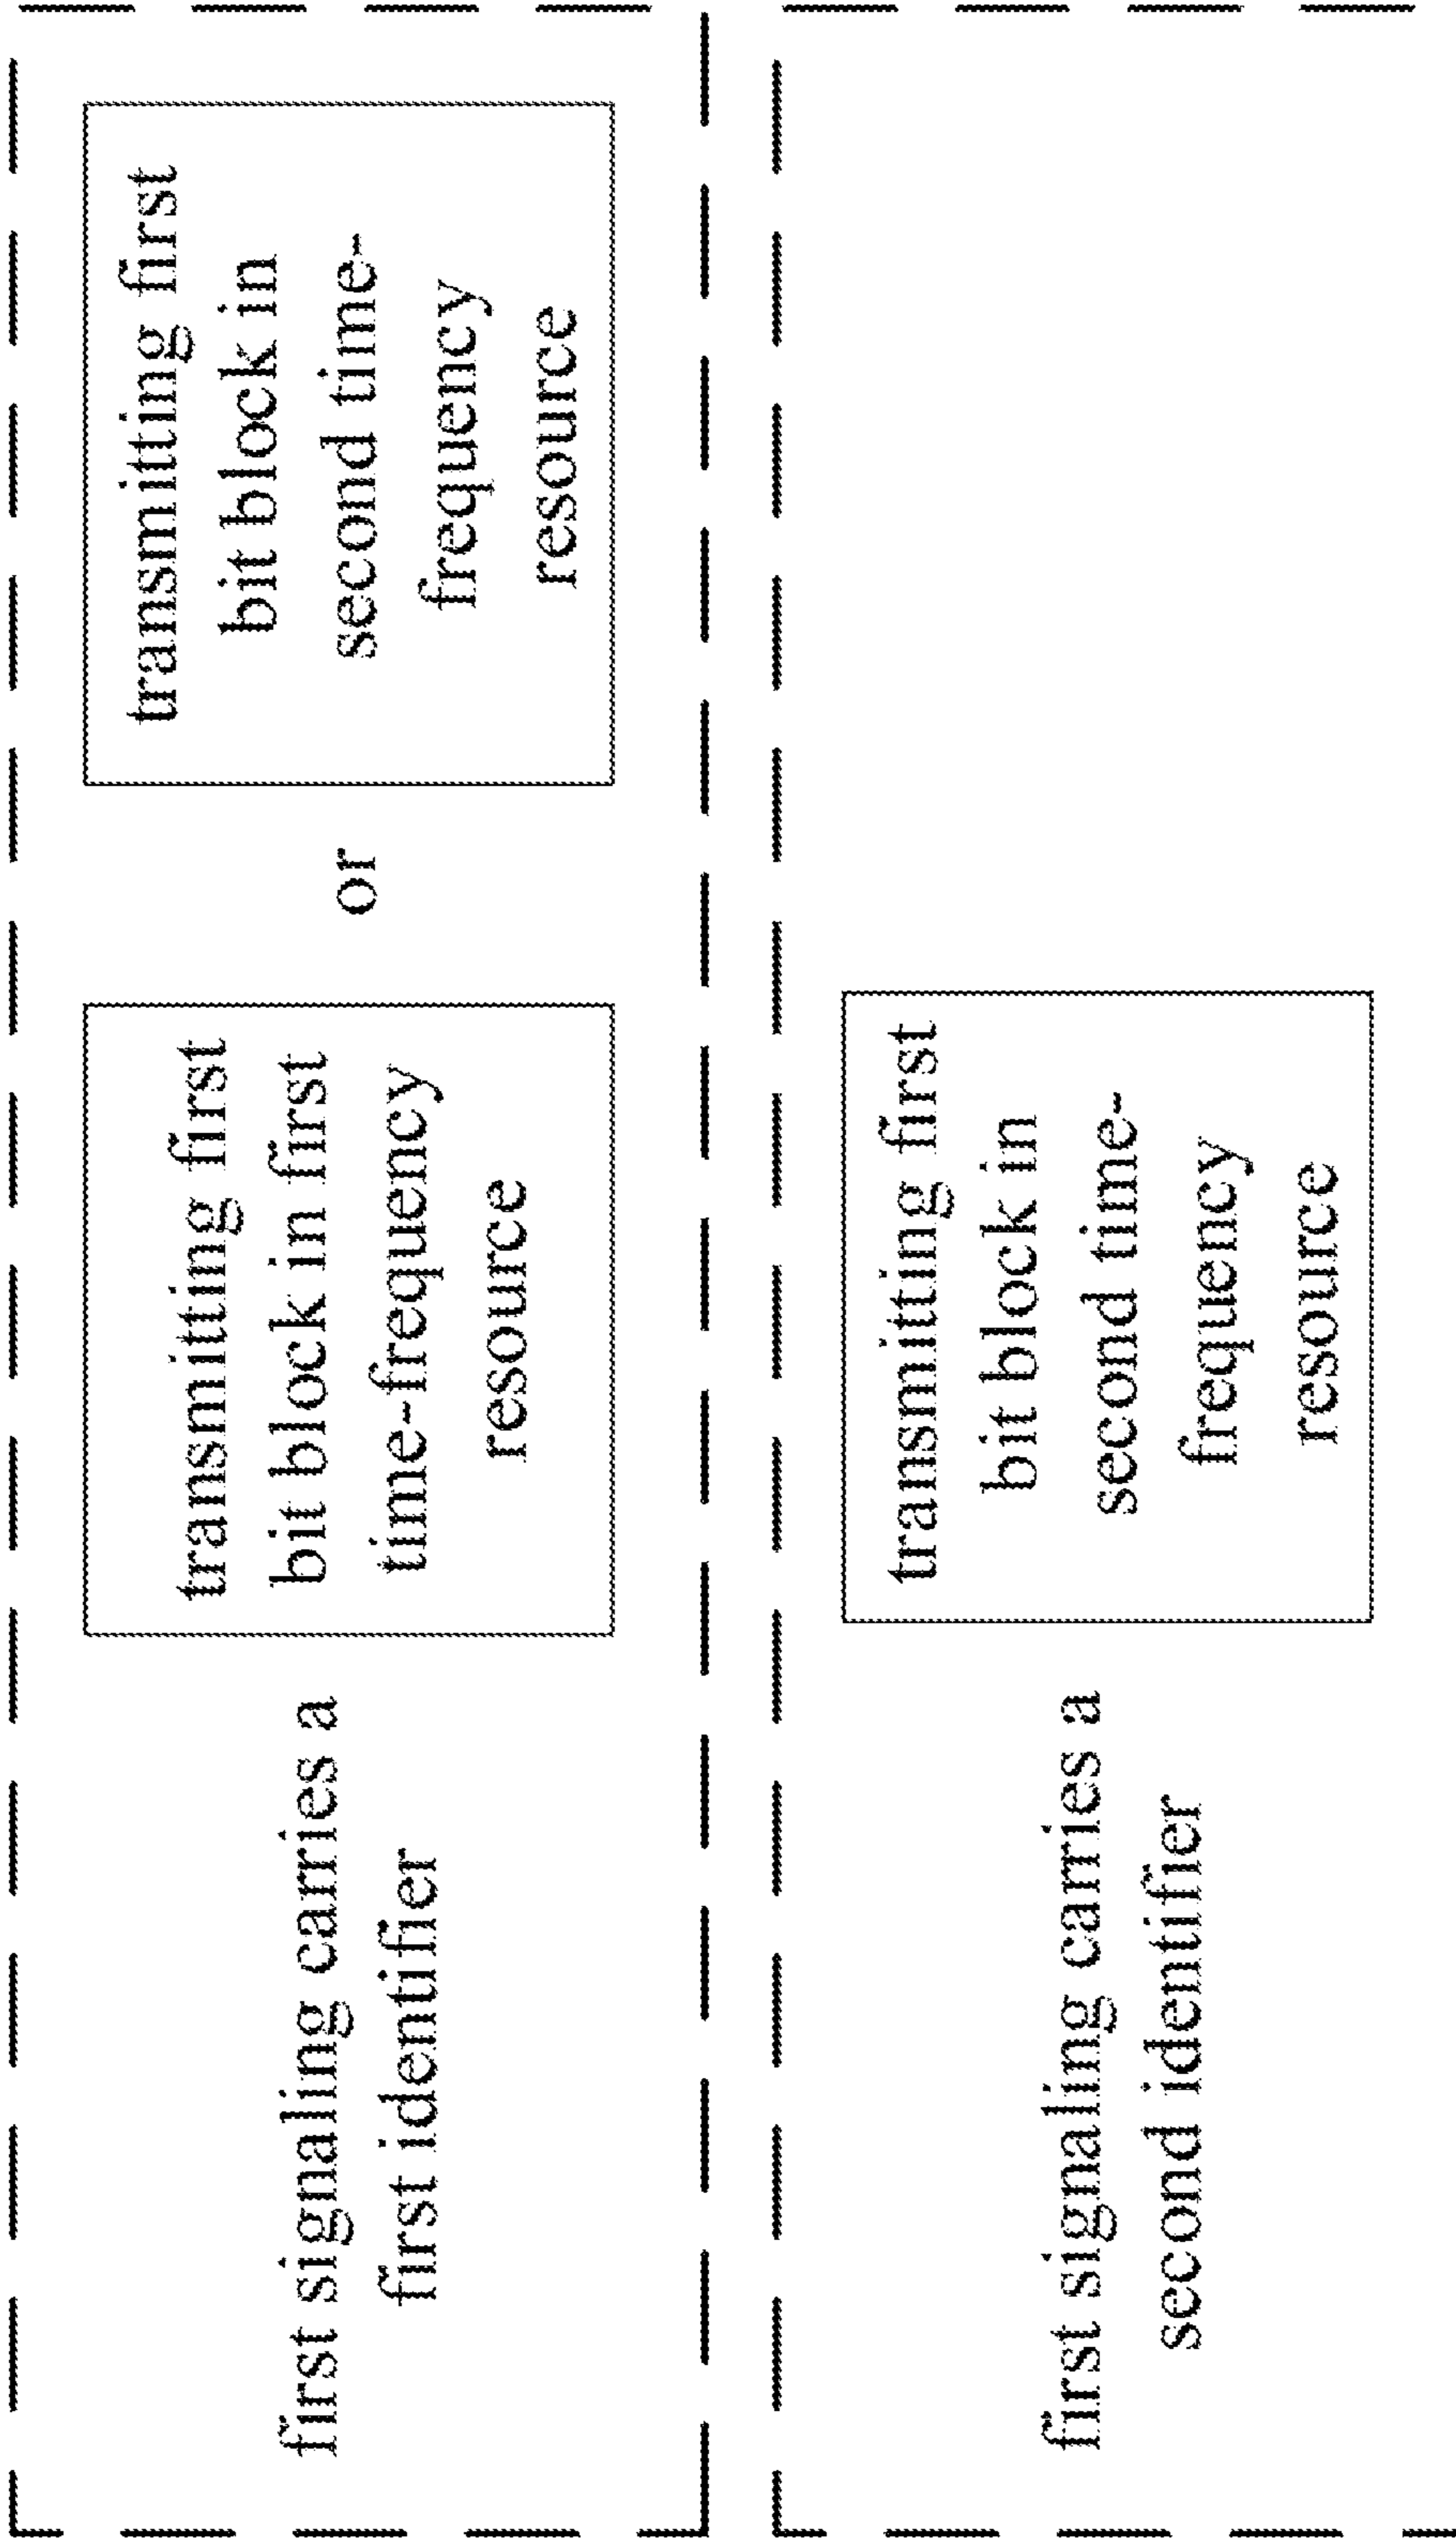 first signaling carries a
first identifier
transmitting first
bit block in first
time-frequency
resource
or
transmitting first
bit block in
second time-
frequency
resource
first signaling carries a
second identifier
transmitting first
bit block in
second time-
frequency
resource